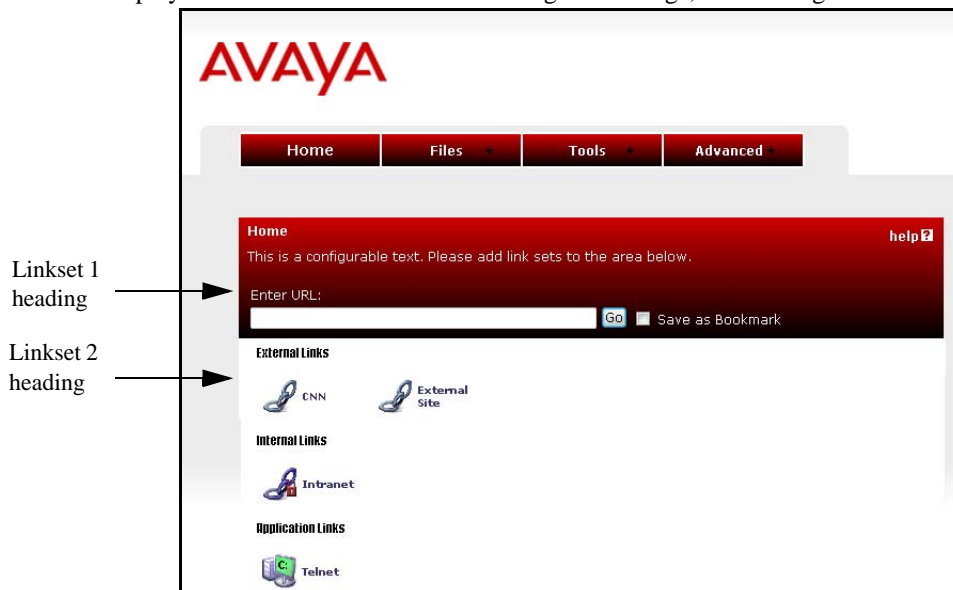 AVAYA
Home Files + Tools + Advanced +
Home
help?
This is a configurable text. Please add link sets to the area below.
Linkset 1
heading
Enter URL:
Go Save as Bookmark
Linkset 2
heading
External Links
CNN
External
Site
Internal Links
Intranet
Application Links
C:
Telnet